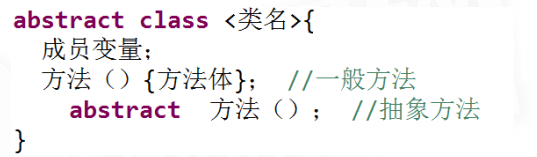 abstract class <类名>{
成员变量;
方法（）{方法体}； //一般方法
abstract 方法（）； //抽象方法
}